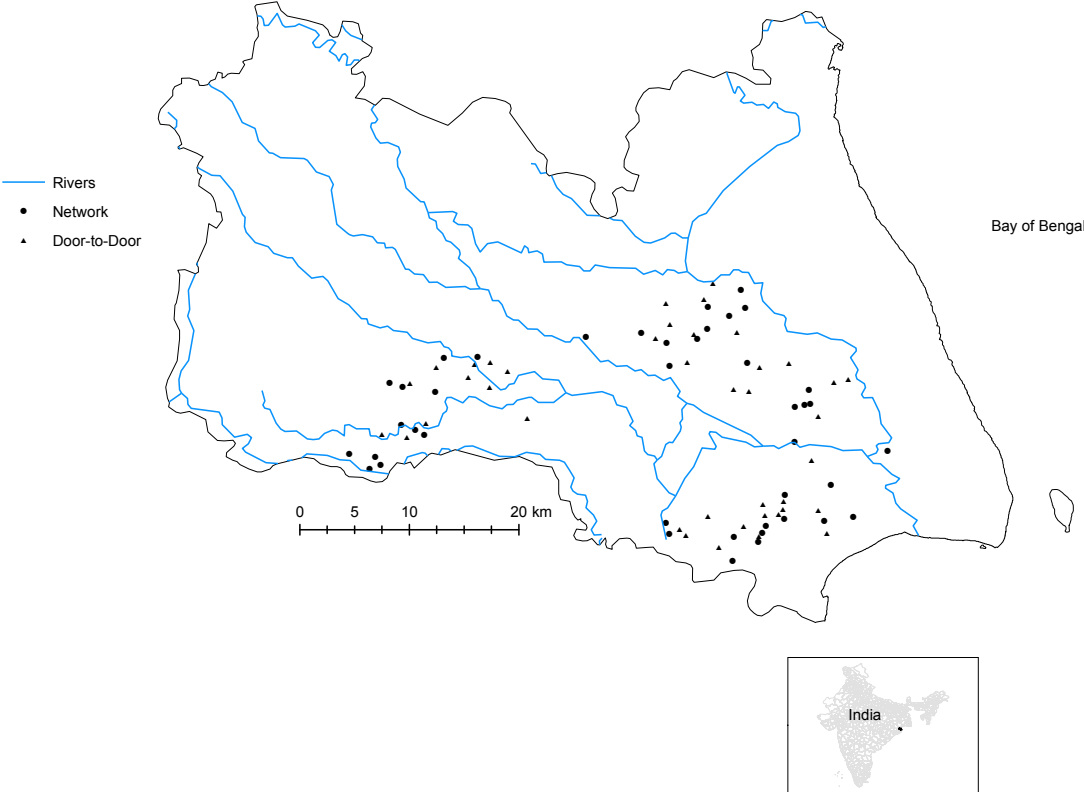 Rivers
Network
Door-to-Door
Bay of Bengal
0 5 10 20 km
India